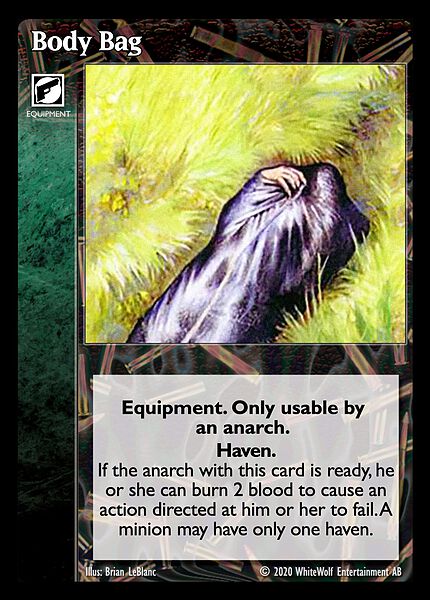 Body Bag
EQUIPMENT
Equipment. Only usable by
an anarch.
Haven.
If the anarch with this card is ready, he
or she can burn 2 blood to cause an
action directed at him or her to fail. A
minion may have only one haven.
Illus: Brian LeBlanc
© 2020 WhiteWolf Entertainment AB